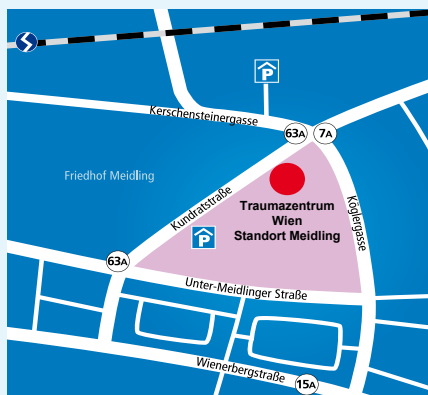 P
Kerschensteinergasse
63A
7A
Friedhof Meidling
Kundratstraße
Köglergasse
Traumazentrum
Wien
Standort Meidling
P
63A
Unter-Meidlinger Straße
Wienerbergstraße
15A